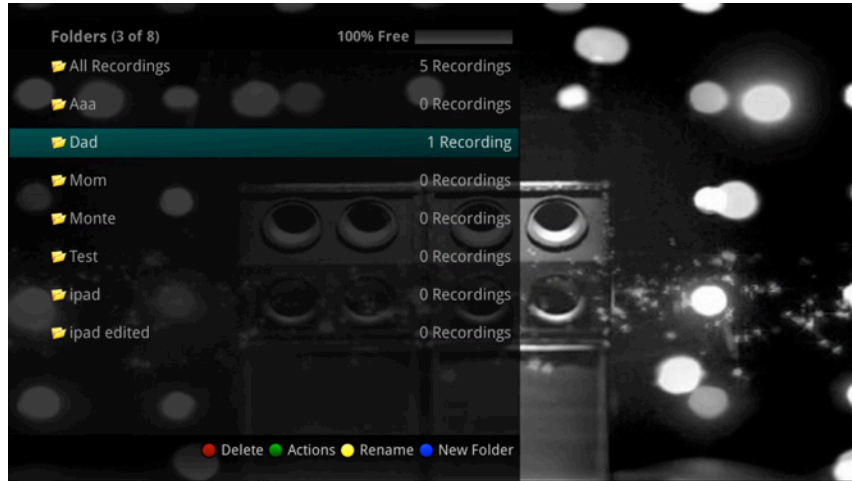 Folders (3 of 8) 100% Free
All Recordings 5 Recordings
Aaa 0 Recordings
Dad 1 Recording
Mom 0 Recordings
Monte 0 Recordings
Test 0 Recordings
ipad 0 Recordings
ipad edited 0 Recordings
Delete Actions Rename New Folder